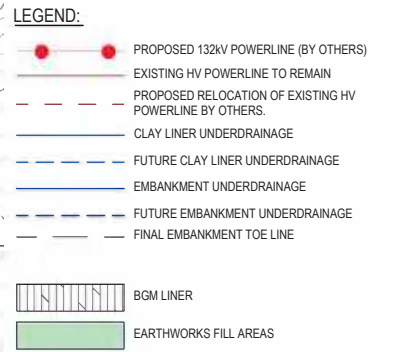 LEGEND:
PROPOSED 132kV POWERLINE (BY OTHERS)
EXISTING HV POWERLINE TO REMAIN
PROPOSED RELOCATION OF EXISTING HV
POWERLINE BY OTHERS.
CLAY LINER UNDERDRAINAGE
FUTURE CLAY LINER UNDERDRAINAGE
EMBANKMENT UNDERDRAINAGE
FUTURE EMBANKMENT UNDERDRAINAGE
FINAL EMBANKMENT TOE LINE
BGM LINER
EARTHWORKS FILL AREAS